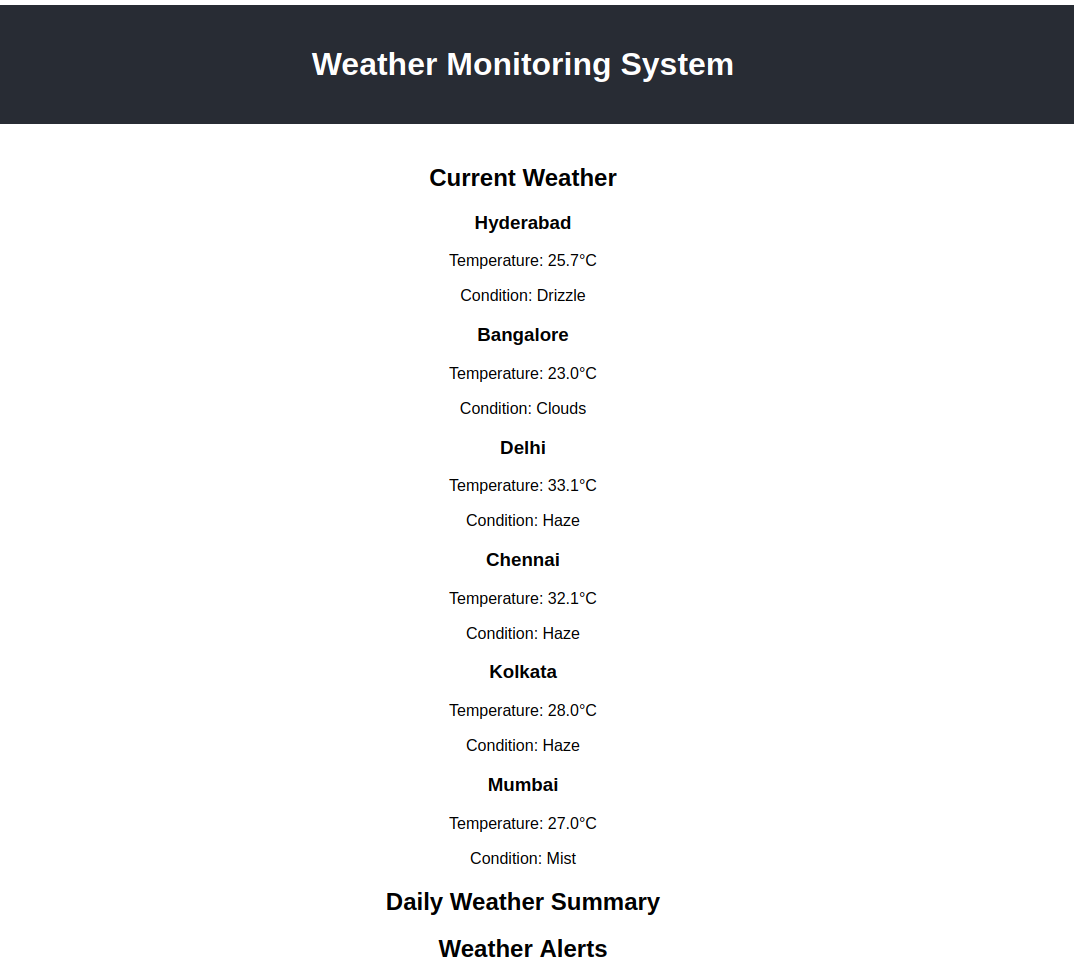 Weather Monitoring System
Current Weather
Hyderabad
Temperature: 25.7°C
Condition: Drizzle
Bangalore
Temperature: 23.0°C
Condition: Clouds
Delhi
Temperature: 33.1°C
Condition: Haze
Chennai
Temperature: 32.1°C
Condition: Haze
Kolkata
Temperature: 28.0°C
Condition: Haze
Mumbai
Temperature: 27.0°C
Condition: Mist
Daily Weather Summary
Weather Alerts